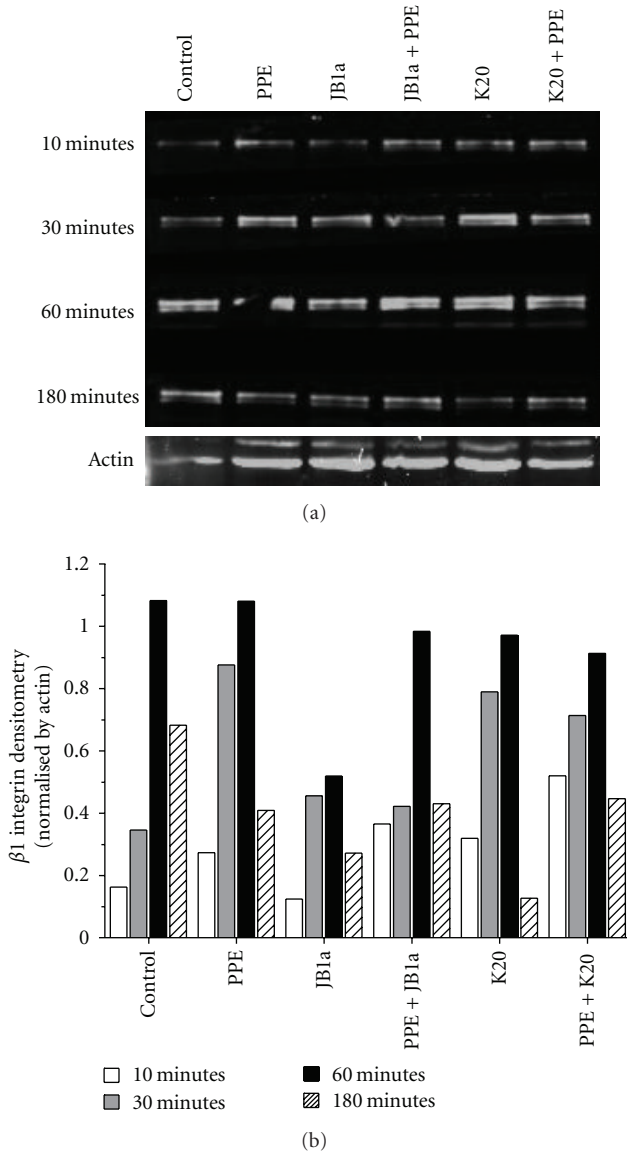 Control
PPE
JB1a
JB1a + PPE
K20
K20 + PPE
10 minutes
30 minutes
60 minutes
180 minutes
Actin
(a)
1.2
1
0.8
0.6
0.4
0.2
0
β1 integrin densitometry
(normalised by actin)
Control
PPE
JB1a
PPE + JB1a
K20
PPE + K20
10 minutes
30 minutes
60 minutes
180 minutes
(b)